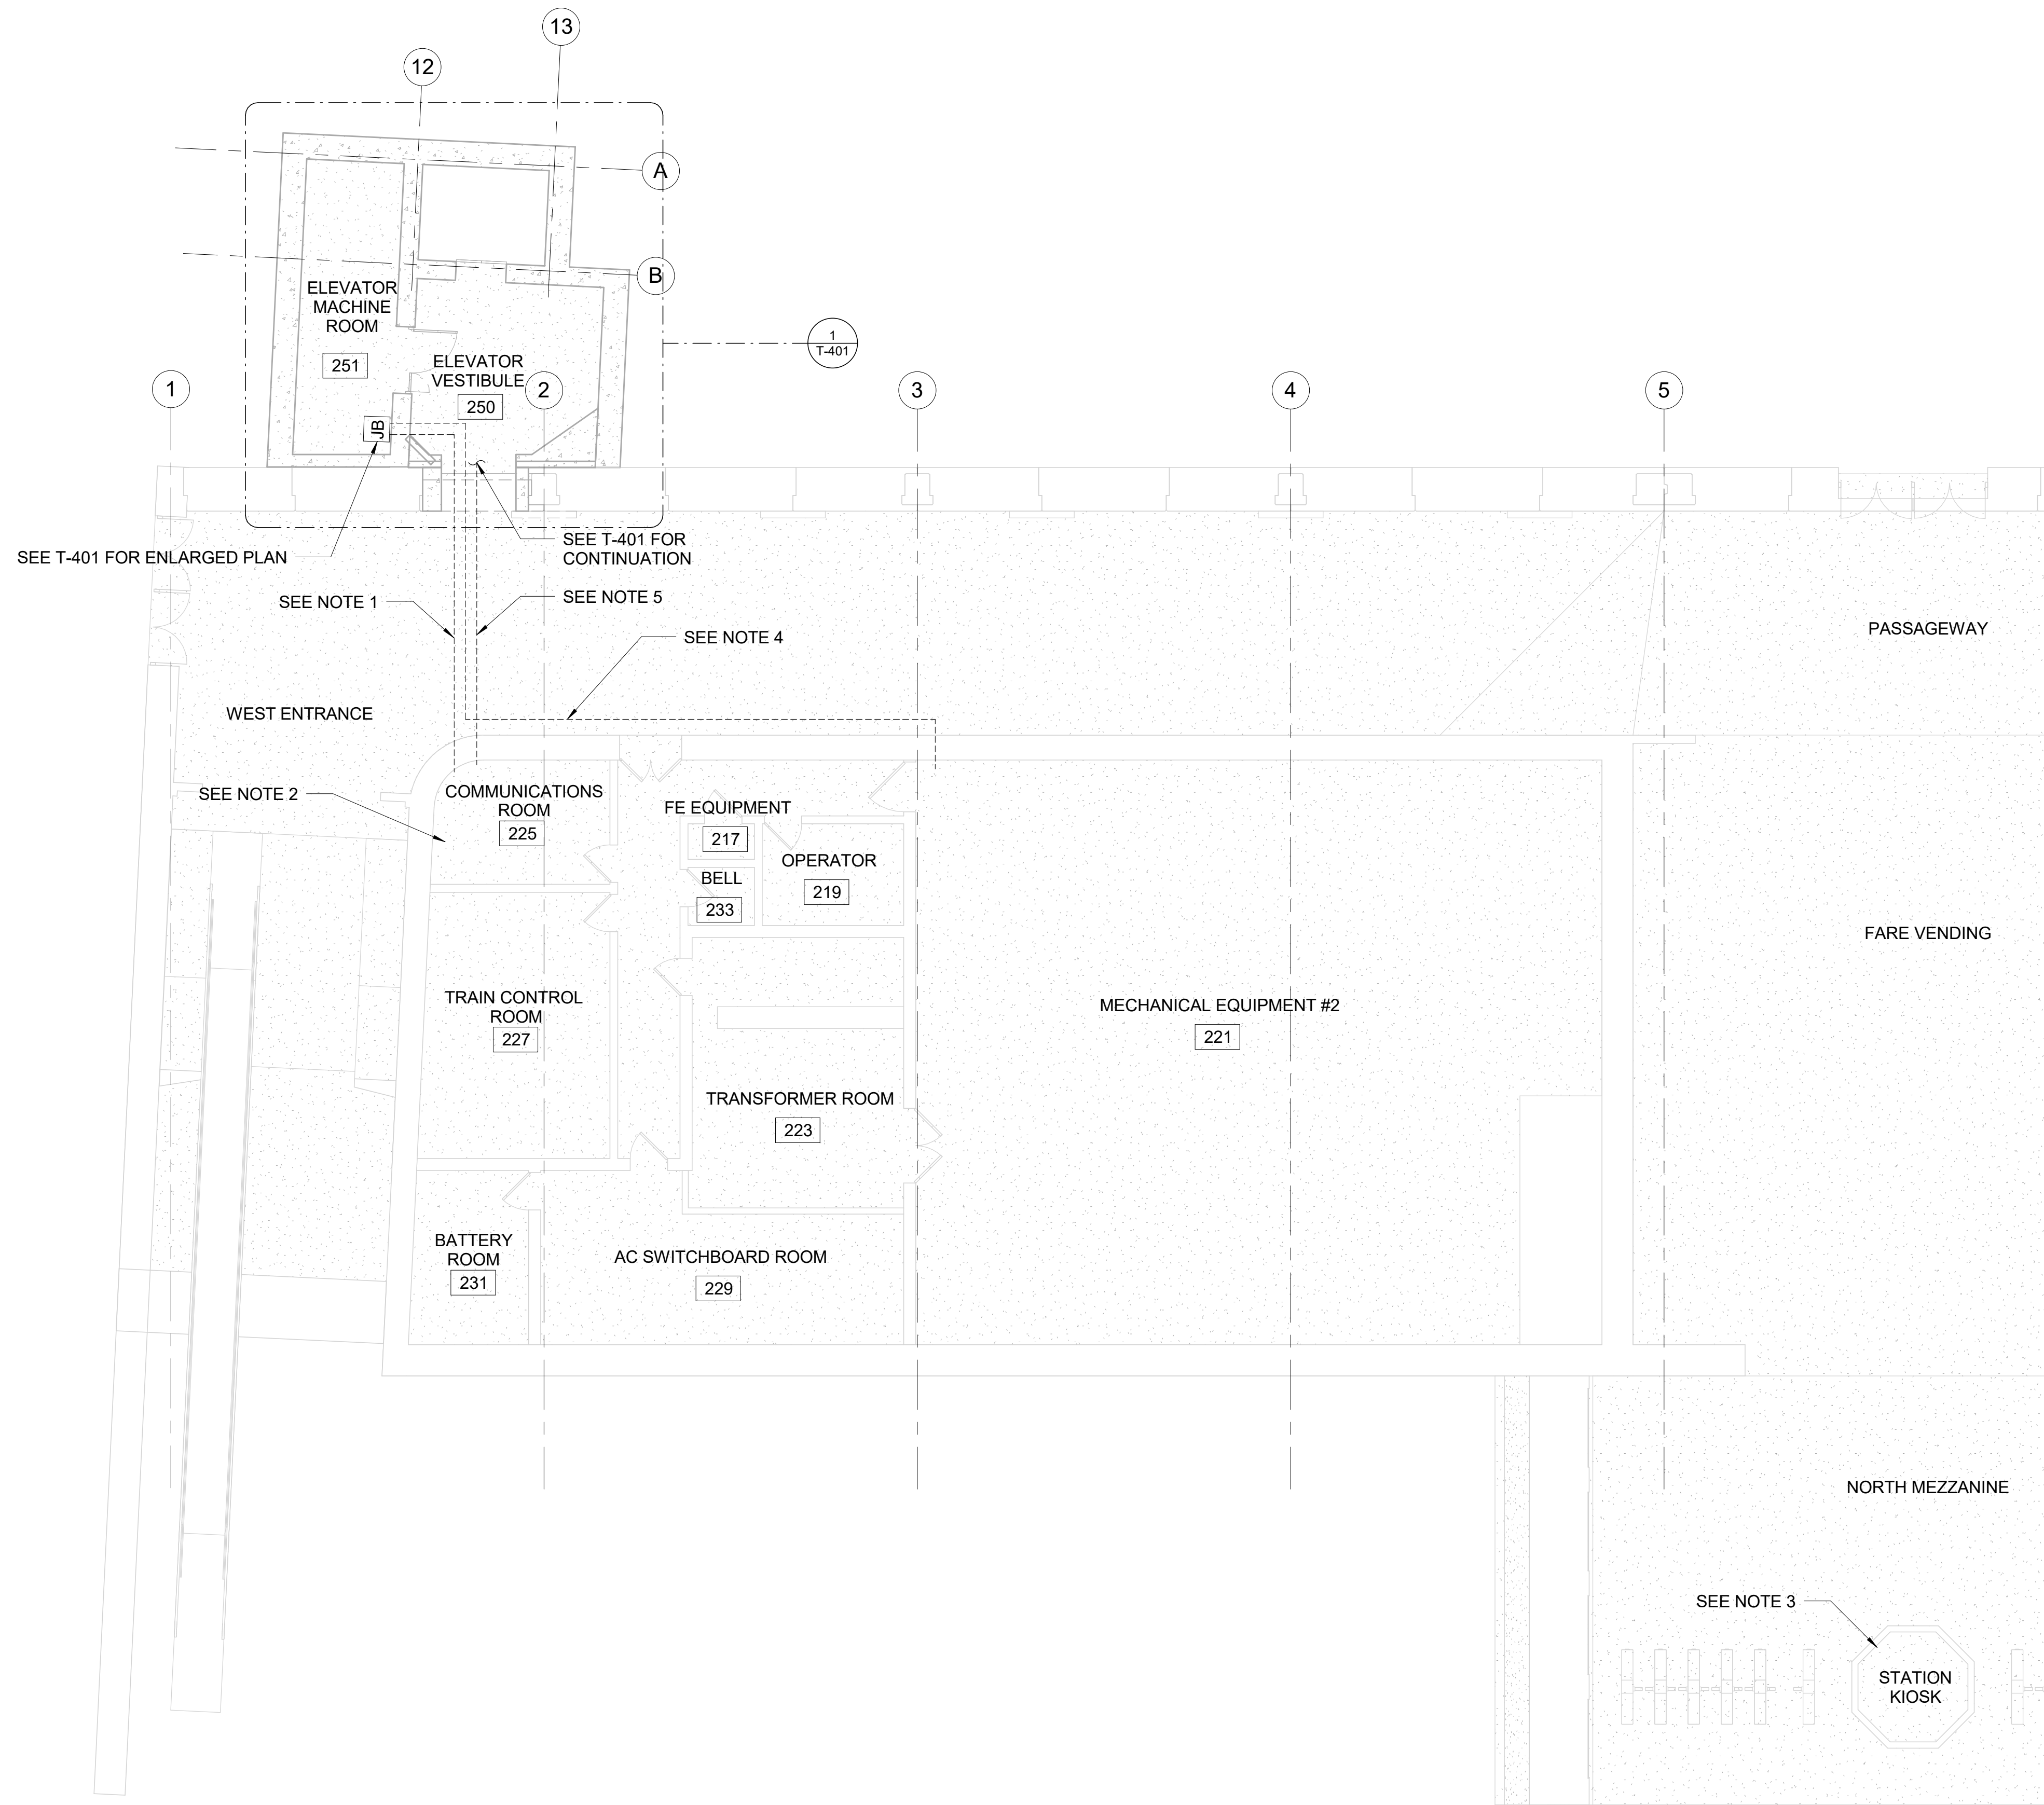 13
12
A
B
ELEVATOR
MACHINE
ROOM
251
ELEVATOR
VESTIBULE
250
1
T-401
1
2
3
4
5
JB
SEE T-401 FOR ENLARGED PLAN
SEE T-401 FOR
CONTINUATION
SEE NOTE 1
SEE NOTE 5
SEE NOTE 4
PASSAGEWAY
WEST ENTRANCE
SEE NOTE 2
COMMUNICATIONS
ROOM
225
FE EQUIPMENT
217
OPERATOR
219
BELL
233
FARE VENDING
TRAIN CONTROL
ROOM
227
MECHANICAL EQUIPMENT #2
221
TRANSFORMER ROOM
223
BATTERY
ROOM
231
AC SWITCHBOARD ROOM
229
NORTH MEZZANINE
SEE NOTE 3
STATION
KIOSK